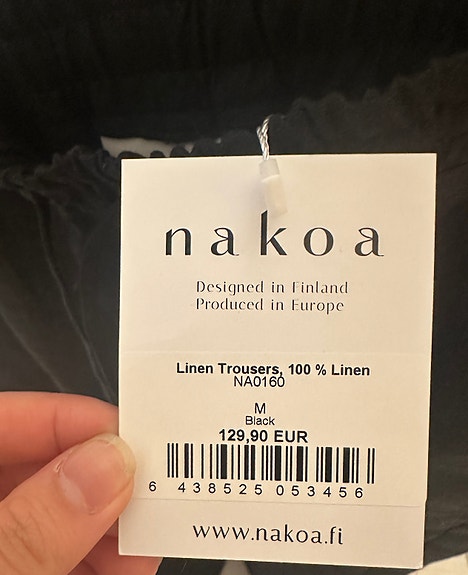 nakoa
Designed in Finland
Produced in Europe
Linen Trousers, 100 % Linen
NA0160
M
Black
129,90 EUR
6 438525 053456
www.nakoa.fi